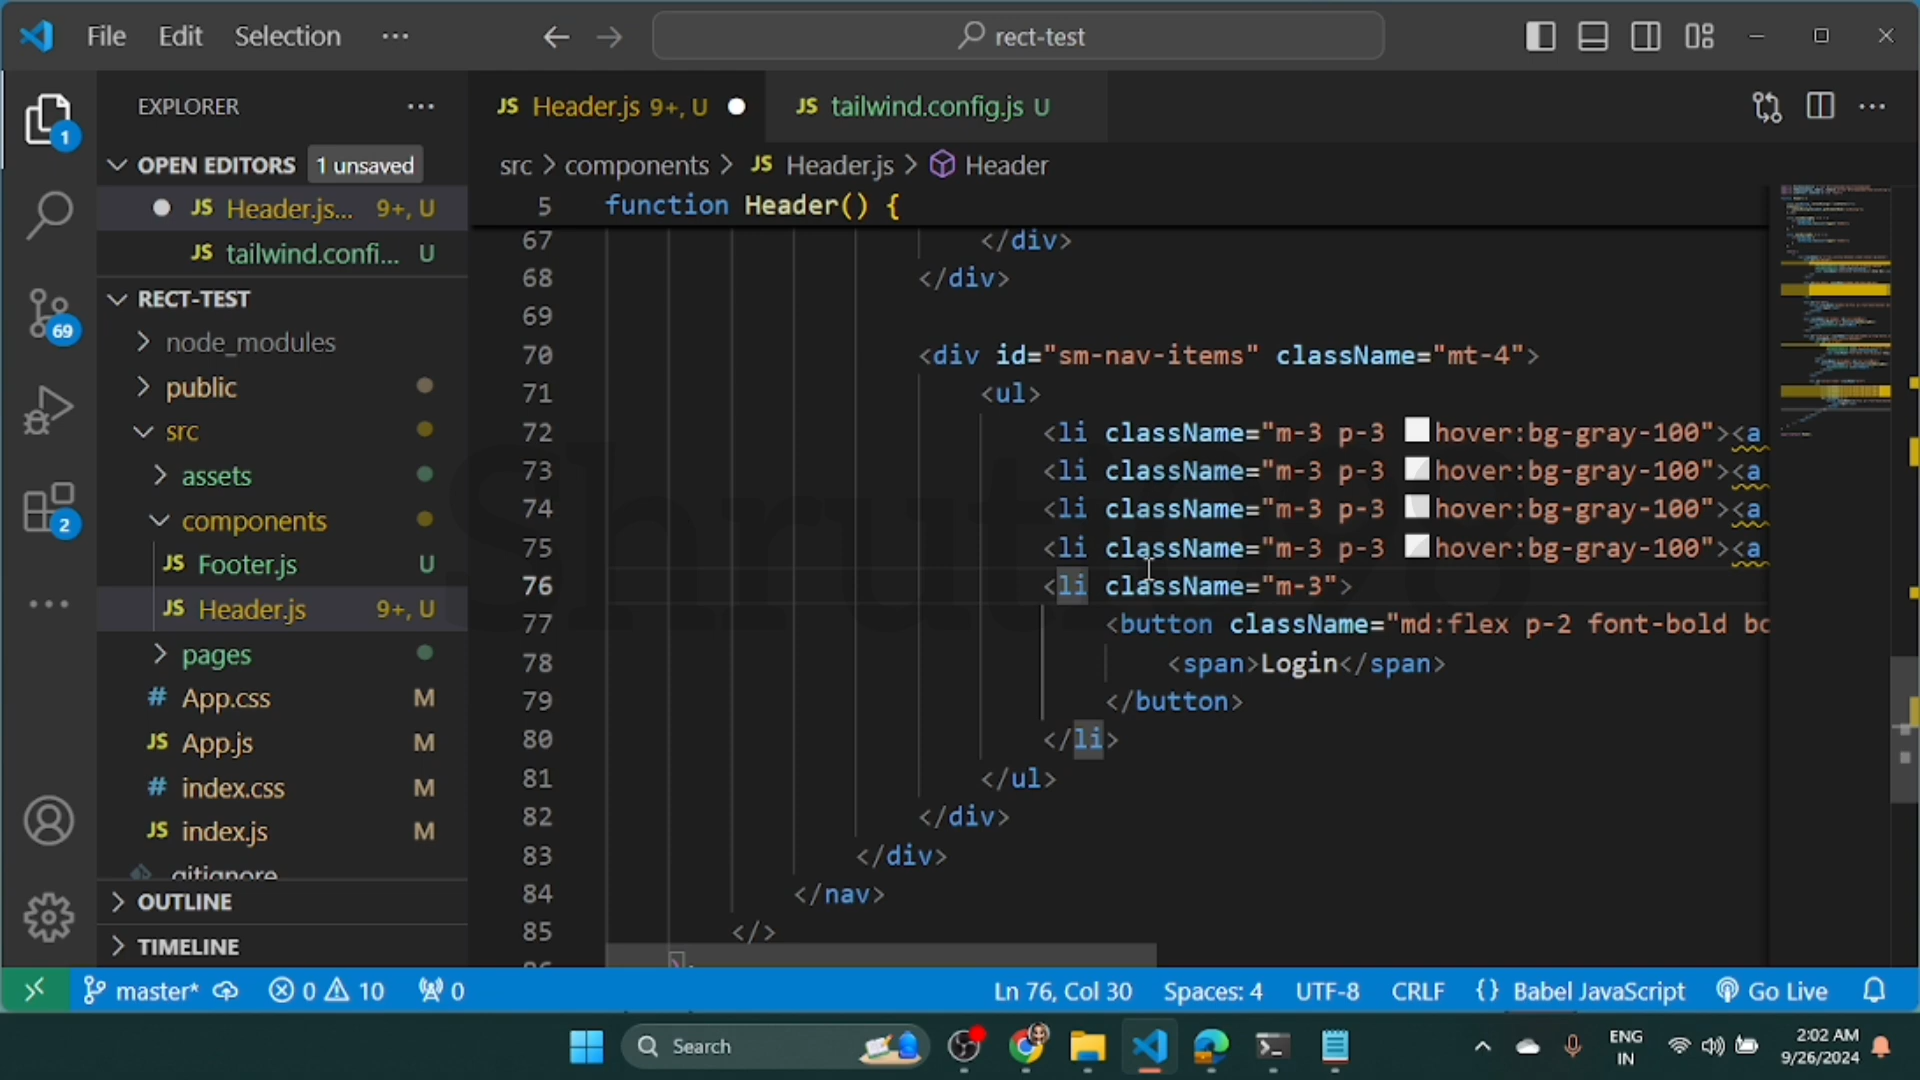 File Edit Selection ··· rect-test
EXPLORER ···
1
OPEN EDITORS 1 unsaved
JS Header.js... 9+, U
JS tailwind.confi... U
RECT-TEST
node_modules
public
src
assets
components
JS Footer.js U
JS Header.js 9+, U
pages
# App.css M
JS App.js M
# index.css M
JS index.js M
.gitignore
OUTLINE
TIMELINE
69
2
JS Header.js 9+, U JS tailwind.config.js U
src > components > JS Header.js > Header
5 function Header() {
67 </div>
68 </div>
69
70 <div id="sm-nav-items" className="mt-4">
71 <ul>
72 <li className="m-3 p-3 hover:bg-gray-100"><a
73 <li className="m-3 p-3 hover:bg-gray-100"><a
74 <li className="m-3 p-3 hover:bg-gray-100"><a
75 <li className="m-3 p-3 hover:bg-gray-100"><a
76 <li className="m-3">
77 <button className="md:flex p-2 font-bold bo
78 <span>Login</span>
79 </button>
80 </li>
81 </ul>
82 </div>
83 </div>
84 </nav>
85 </>
master* 0 10 0 Ln 76, Col 30 Spaces: 4 UTF-8 CRLF {} Babel JavaScript Go Live
Search ENG IN 2:02 AM 9/26/2024